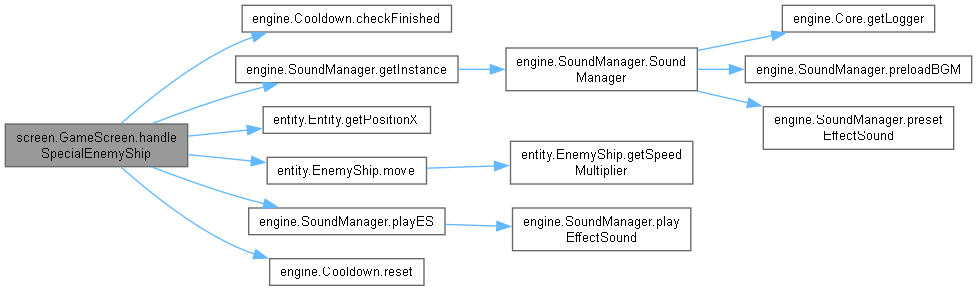 screen.GameScreen.handle
SpecialEnemyShip
engine.Cooldown.checkFinished
engine.SoundManager.getInstance
entity.Entity.getPositionX
entity.EnemyShip.move
engine.SoundManager.playES
engine.Cooldown.reset
engine.SoundManager.Sound
Manager
entity.EnemyShip.getSpeed
Multiplier
engine.SoundManager.play
EffectSound
engine.Core.getLogger
engine.SoundManager.preloadBGM
engine.SoundManager.preset
EffectSound